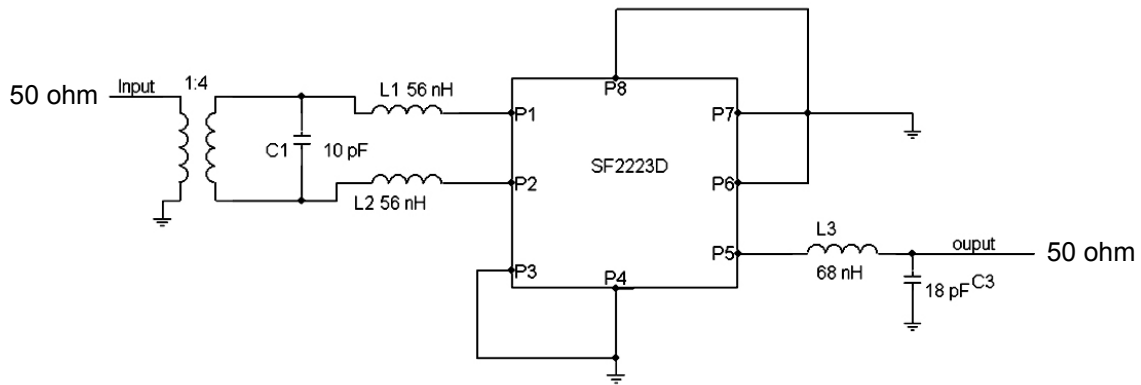 50 ohm
Input
1:4
C1
10 pF
L1 56 nH
L2 56 nH
P1
P2
P3
P4
P8
SF2223D
P7
P6
P5
L3
68 nH
ouput
50 ohm
18 pF
C3